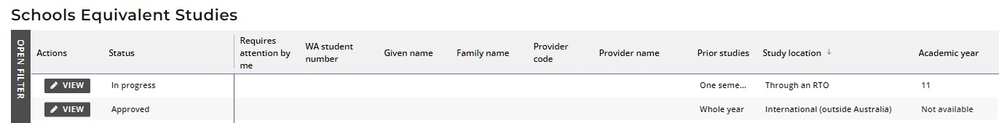 Schools Equivalent Studies
OPEN FILTER
Actions Status Requires attention by me WA student number Given name Family name Provider code Provider name Prior studies Study location ↓ Academic year
VIEW In progress One seme... Through an RTO 11
VIEW Approved Whole year International (outside Australia) Not available